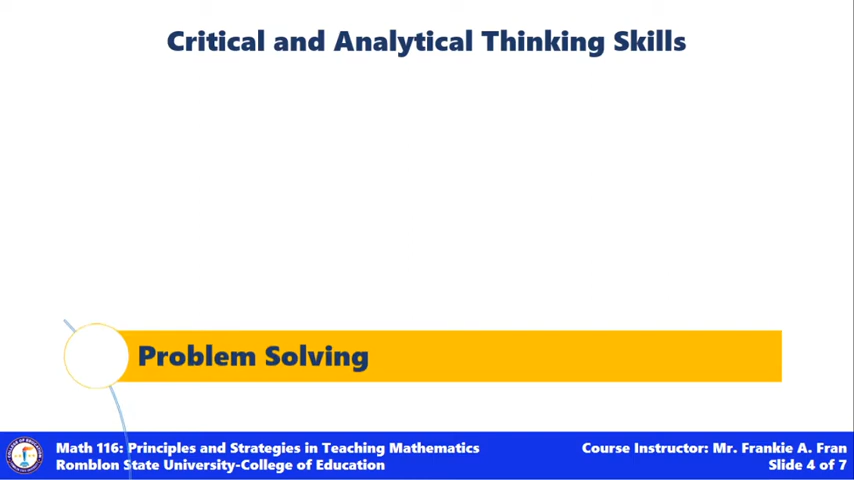 Critical and Analytical Thinking Skills
Problem Solving
Math 116: Principles and Strategies in Teaching Mathematics
Romblon State University-College of Education
Course Instructor: Mr. Frankie A. Fran
Slide 4 of 7